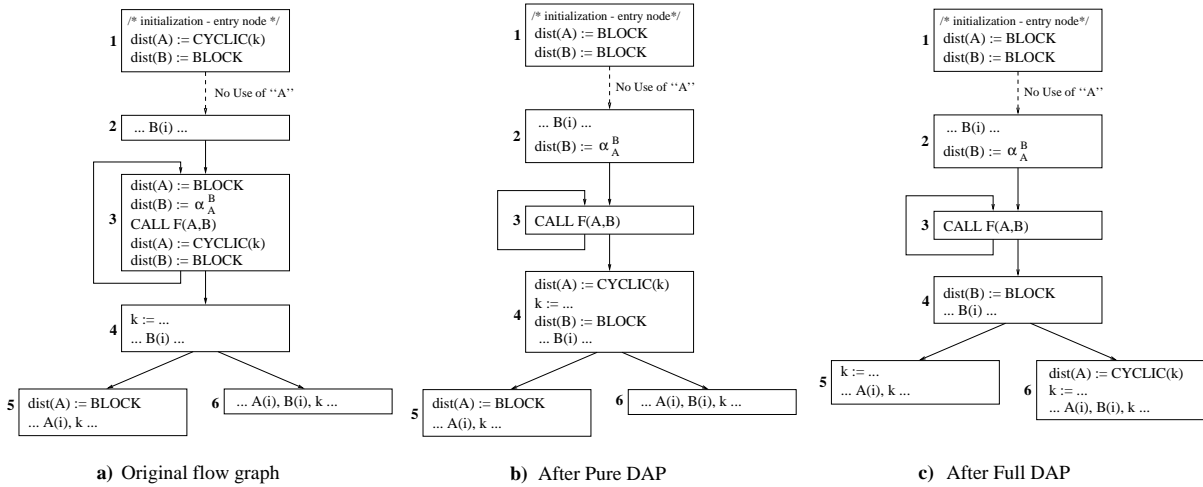 /* initialization - entry node*/
1
dist(A) := CYCLIC(k)
dist(B) := BLOCK
No Use of ‘‘A’’
2
... B(i) ...
3
dist(A) := BLOCK
dist(B) := α_A^B
CALL F(A,B)
dist(A) := CYCLIC(k)
dist(B) := BLOCK
4
k := ...
... B(i) ...
5
dist(A) := BLOCK
... A(i), k ...
6
... A(i), B(i), k ...
a) Original flow graph
/* initialization - entry node*/
1
dist(A) := BLOCK
dist(B) := BLOCK
No Use of ‘‘A’’
2
... B(i) ...
dist(B) := α_A^B
3
CALL F(A,B)
4
dist(A) := CYCLIC(k)
k := ...
dist(B) := BLOCK
... B(i) ...
5
dist(A) := BLOCK
... A(i), k ...
6
... A(i), B(i), k ...
b) After Pure DAP
/* initialization - entry node*/
1
dist(A) := BLOCK
dist(B) := BLOCK
No Use of ‘‘A’’
2
... B(i) ...
dist(B) := α_A^B
3
CALL F(A,B)
4
dist(B) := BLOCK
... B(i) ...
5
k := ...
... A(i), k ...
6
dist(A) := CYCLIC(k)
k := ...
... A(i), B(i), k ...
c) After Full DAP